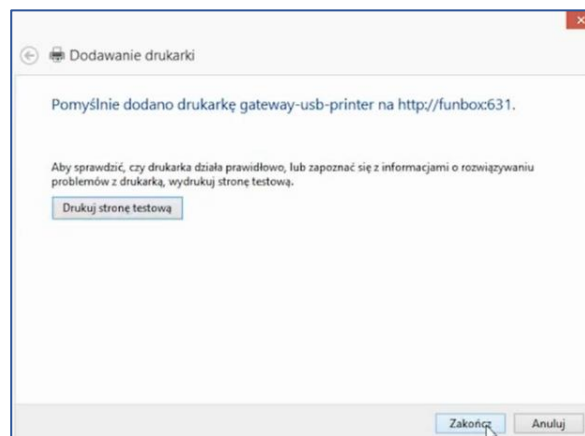 Dodawanie drukarki
Pomyślnie dodano drukarkę gateway-usb-printer na http://funbox:631.
Aby sprawdzić, czy drukarka działa prawidłowo, lub zapoznać się z informacjami o rozwiązywaniu
problemów z drukarką, wydrukuj stronę testową.
Drukuj stronę testową
Zakończ
Anuluj